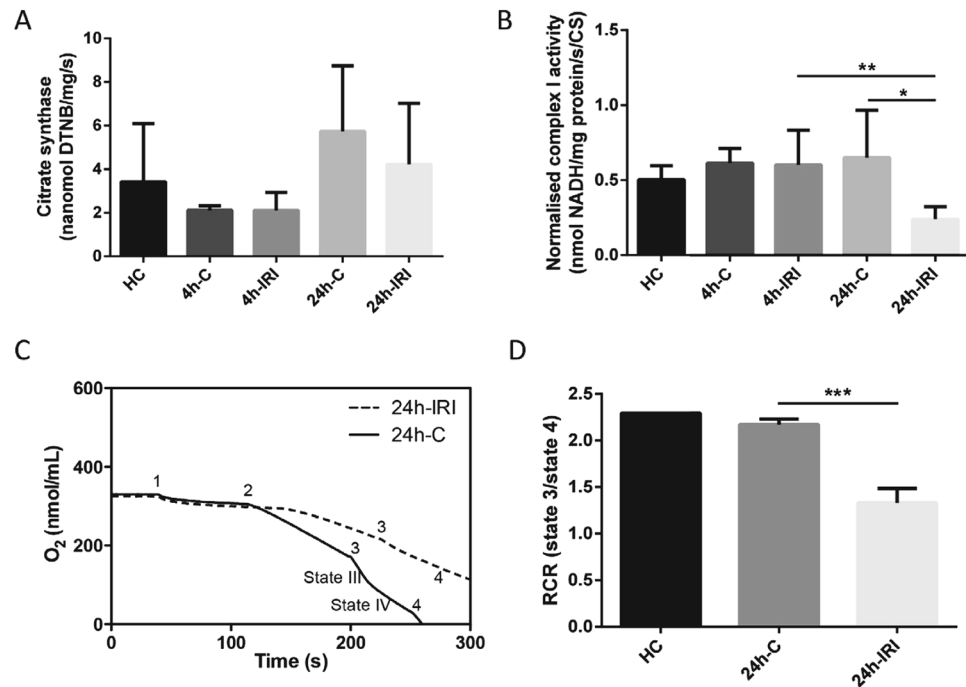 A
Citrate synthase
(nanomol DTNB/mg/s)
10
8
6
4
2
0
HC
4h-C
4h-IRI
24h-C
24h-IRI
B
Normalised complex I activity
(nmol NADH/mg protein/s/CS)
1.5
1.0
0.5
0.0
**
*
HC
4h-C
4h-IRI
24h-C
24h-IRI
C
O₂ (nmol/mL)
600
400
200
0
24h-IRI
24h-C
1
2
3
3
4
State III
State IV
4
0
100
200
300
Time (s)
D
RCR (state 3/state 4)
2.5
2.0
1.5
1.0
0.5
0.0
***
HC
24h-C
24h-IRI